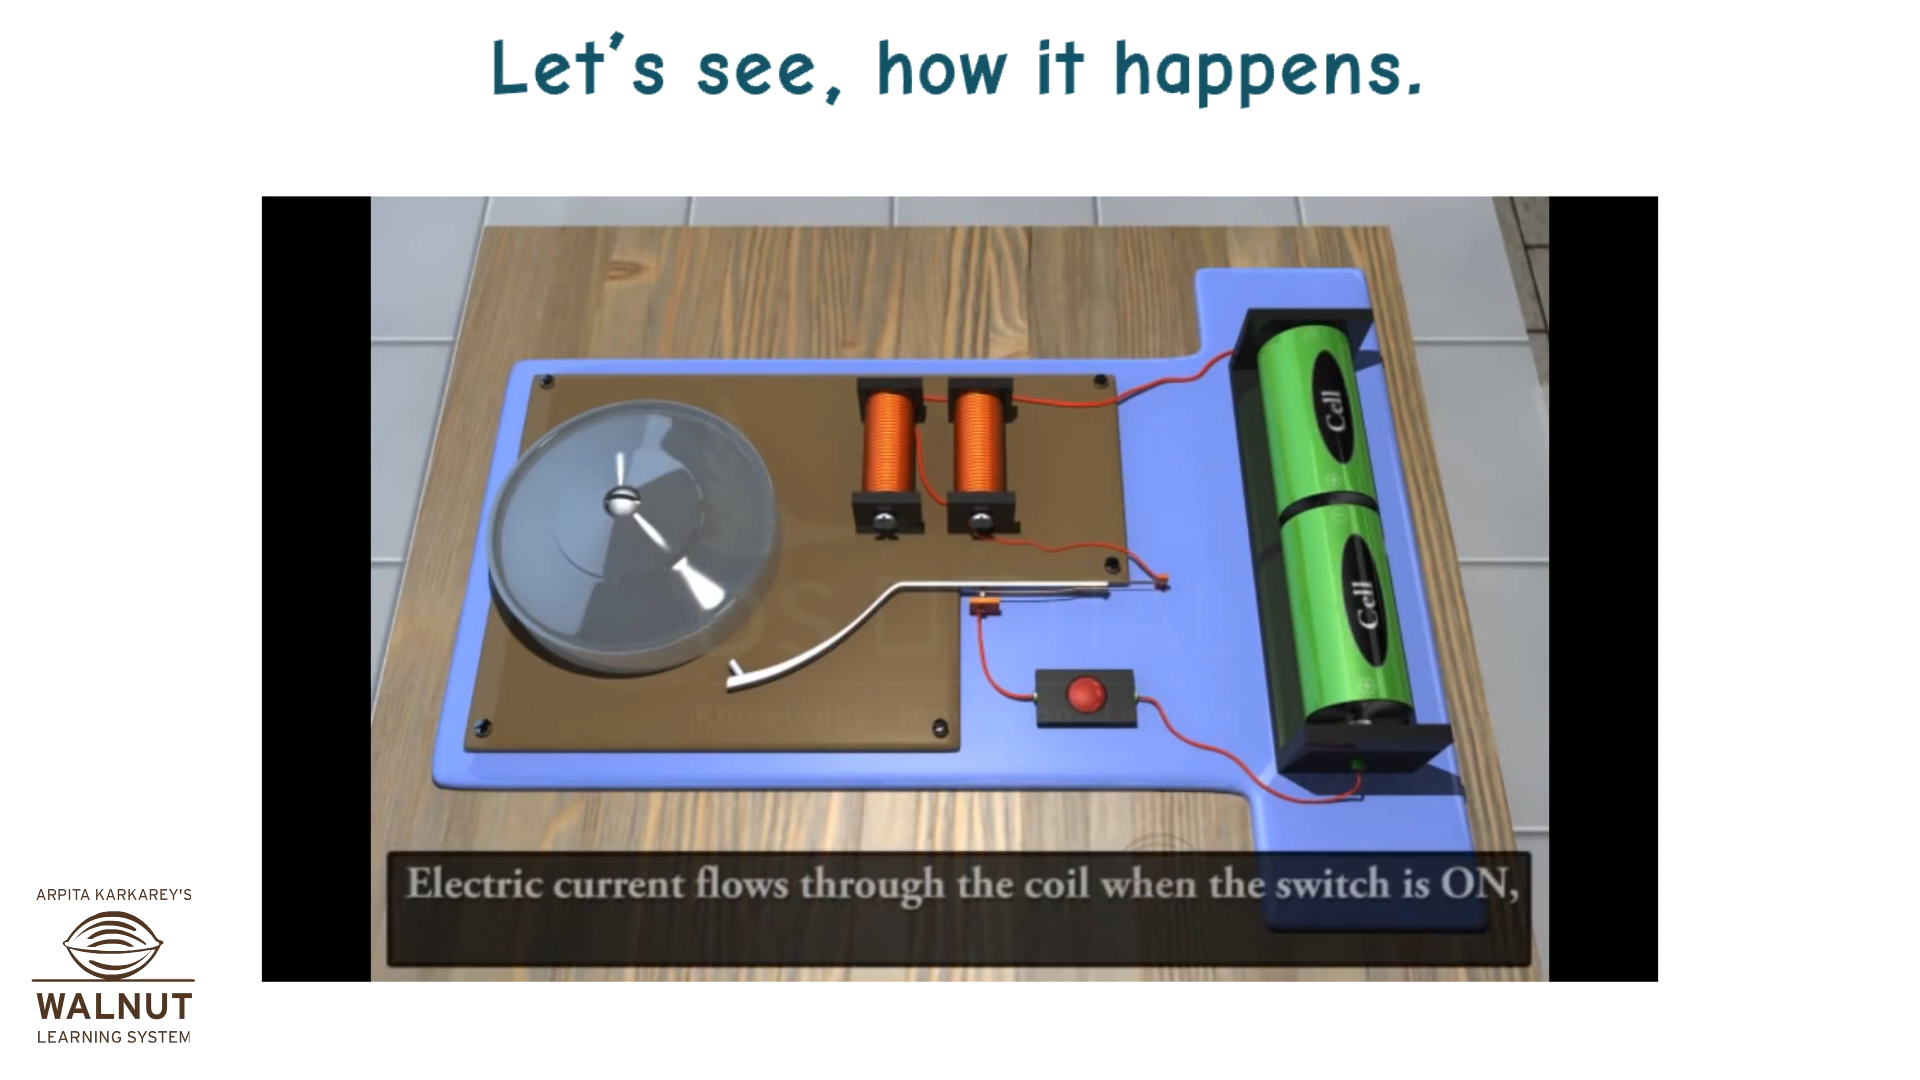 Let's see, how it happens.
Cell
Cell
Electric current flows through the coil when the switch is ON,
ARPITA KARKAREY'S
WALNUT
LEARNING SYSTEM